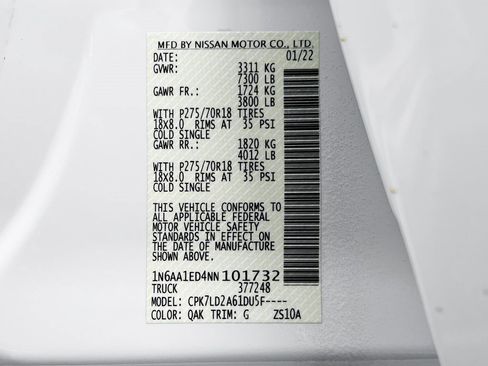 MFD BY NISSAN MOTOR CO., LTD.
DATE: 01/22
GVWR: 3311 KG
7300 LB
GAWR FR.: 1724 KG
3800 LB
WITH P275/70R18 TIRES
18x8.0 RIMS AT 35 PSI
COLD SINGLE
GAWR RR.: 1820 KG
4012 LB
WITH P275/70R18 TIRES
18x8.0 RIMS AT 35 PSI
COLD SINGLE
THIS VEHICLE CONFORMS TO
ALL APPLICABLE FEDERAL
MOTOR VEHICLE SAFETY
STANDARDS IN EFFECT ON
THE DATE OF MANUFACTURE
SHOWN ABOVE.
1N6AA1ED4NN101732
TRUCK 377248
MODEL: CPK7LD2A61DU5F----
COLOR: QAK TRIM: G ZS10A